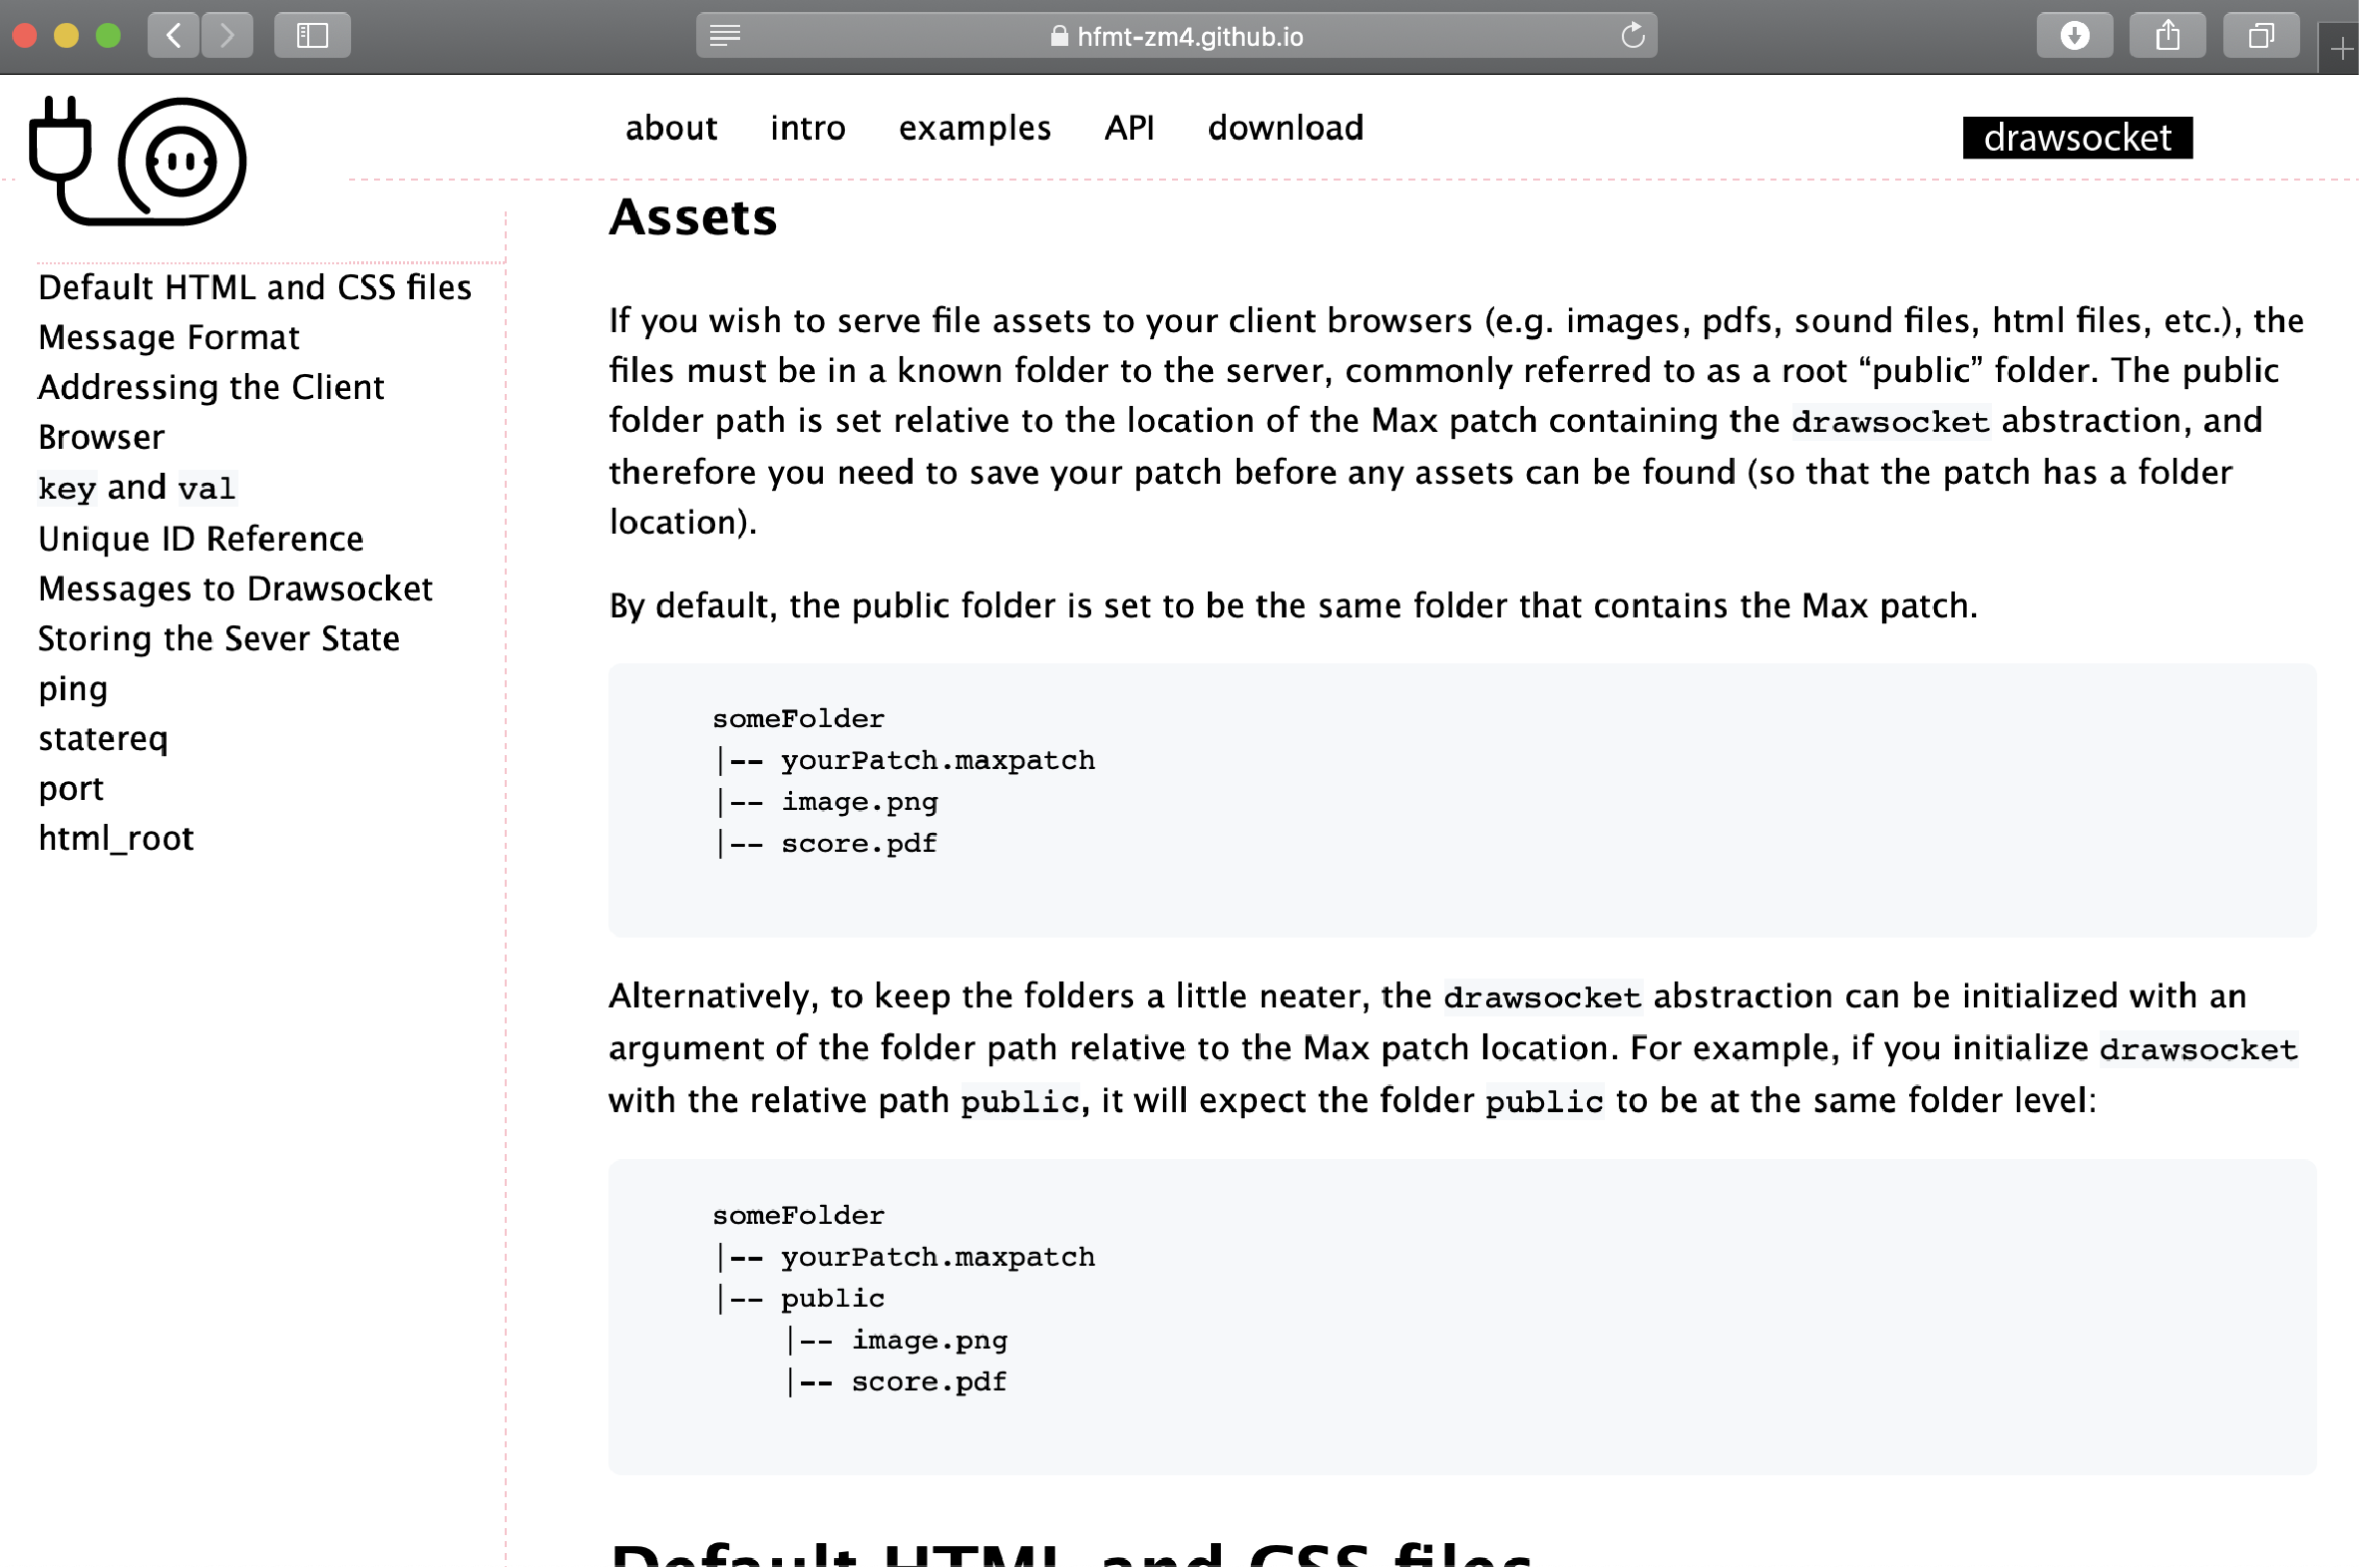 hfmt-zm4.github.io
about intro examples API download
drawsocket
Default HTML and CSS files
Message Format
Addressing the Client
Browser
key and val
Unique ID Reference
Messages to Drawsocket
Storing the Sever State
ping
statereq
port
html_root
Assets
If you wish to serve file assets to your client browsers (e.g. images, pdfs, sound files, html files, etc.), the
files must be in a known folder to the server, commonly referred to as a root “public” folder. The public
folder path is set relative to the location of the Max patch containing the drawsocket abstraction, and
therefore you need to save your patch before any assets can be found (so that the patch has a folder
location).
By default, the public folder is set to be the same folder that contains the Max patch.
someFolder
|-- yourPatch.maxpatch
|-- image.png
|-- score.pdf
Alternatively, to keep the folders a little neater, the drawsocket abstraction can be initialized with an
argument of the folder path relative to the Max patch location. For example, if you initialize drawsocket
with the relative path public, it will expect the folder public to be at the same folder level:
someFolder
|-- yourPatch.maxpatch
|-- public
    |-- image.png
    |-- score.pdf
Default HTML and CSS files